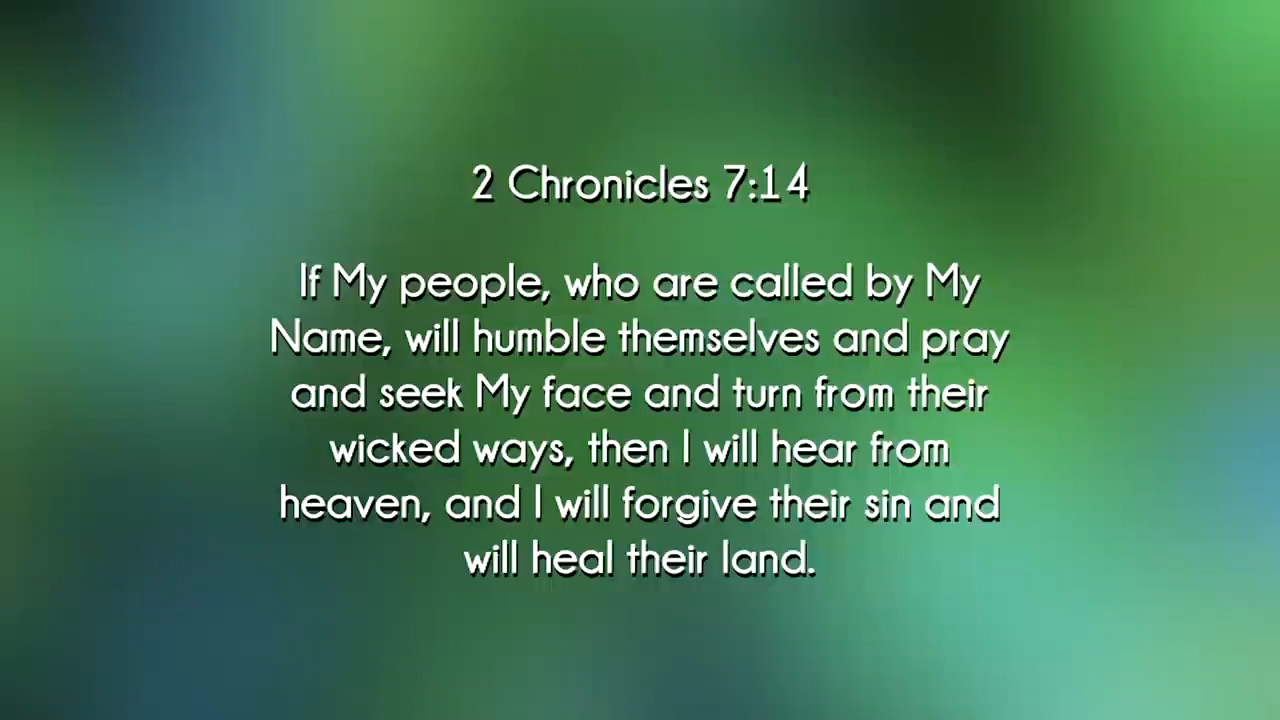 2 Chronicles 7:14
If My people, who are called by My
Name, will humble themselves and pray
and seek My face and turn from their
wicked ways, then I will hear from
heaven, and I will forgive their sin and
will heal their land.